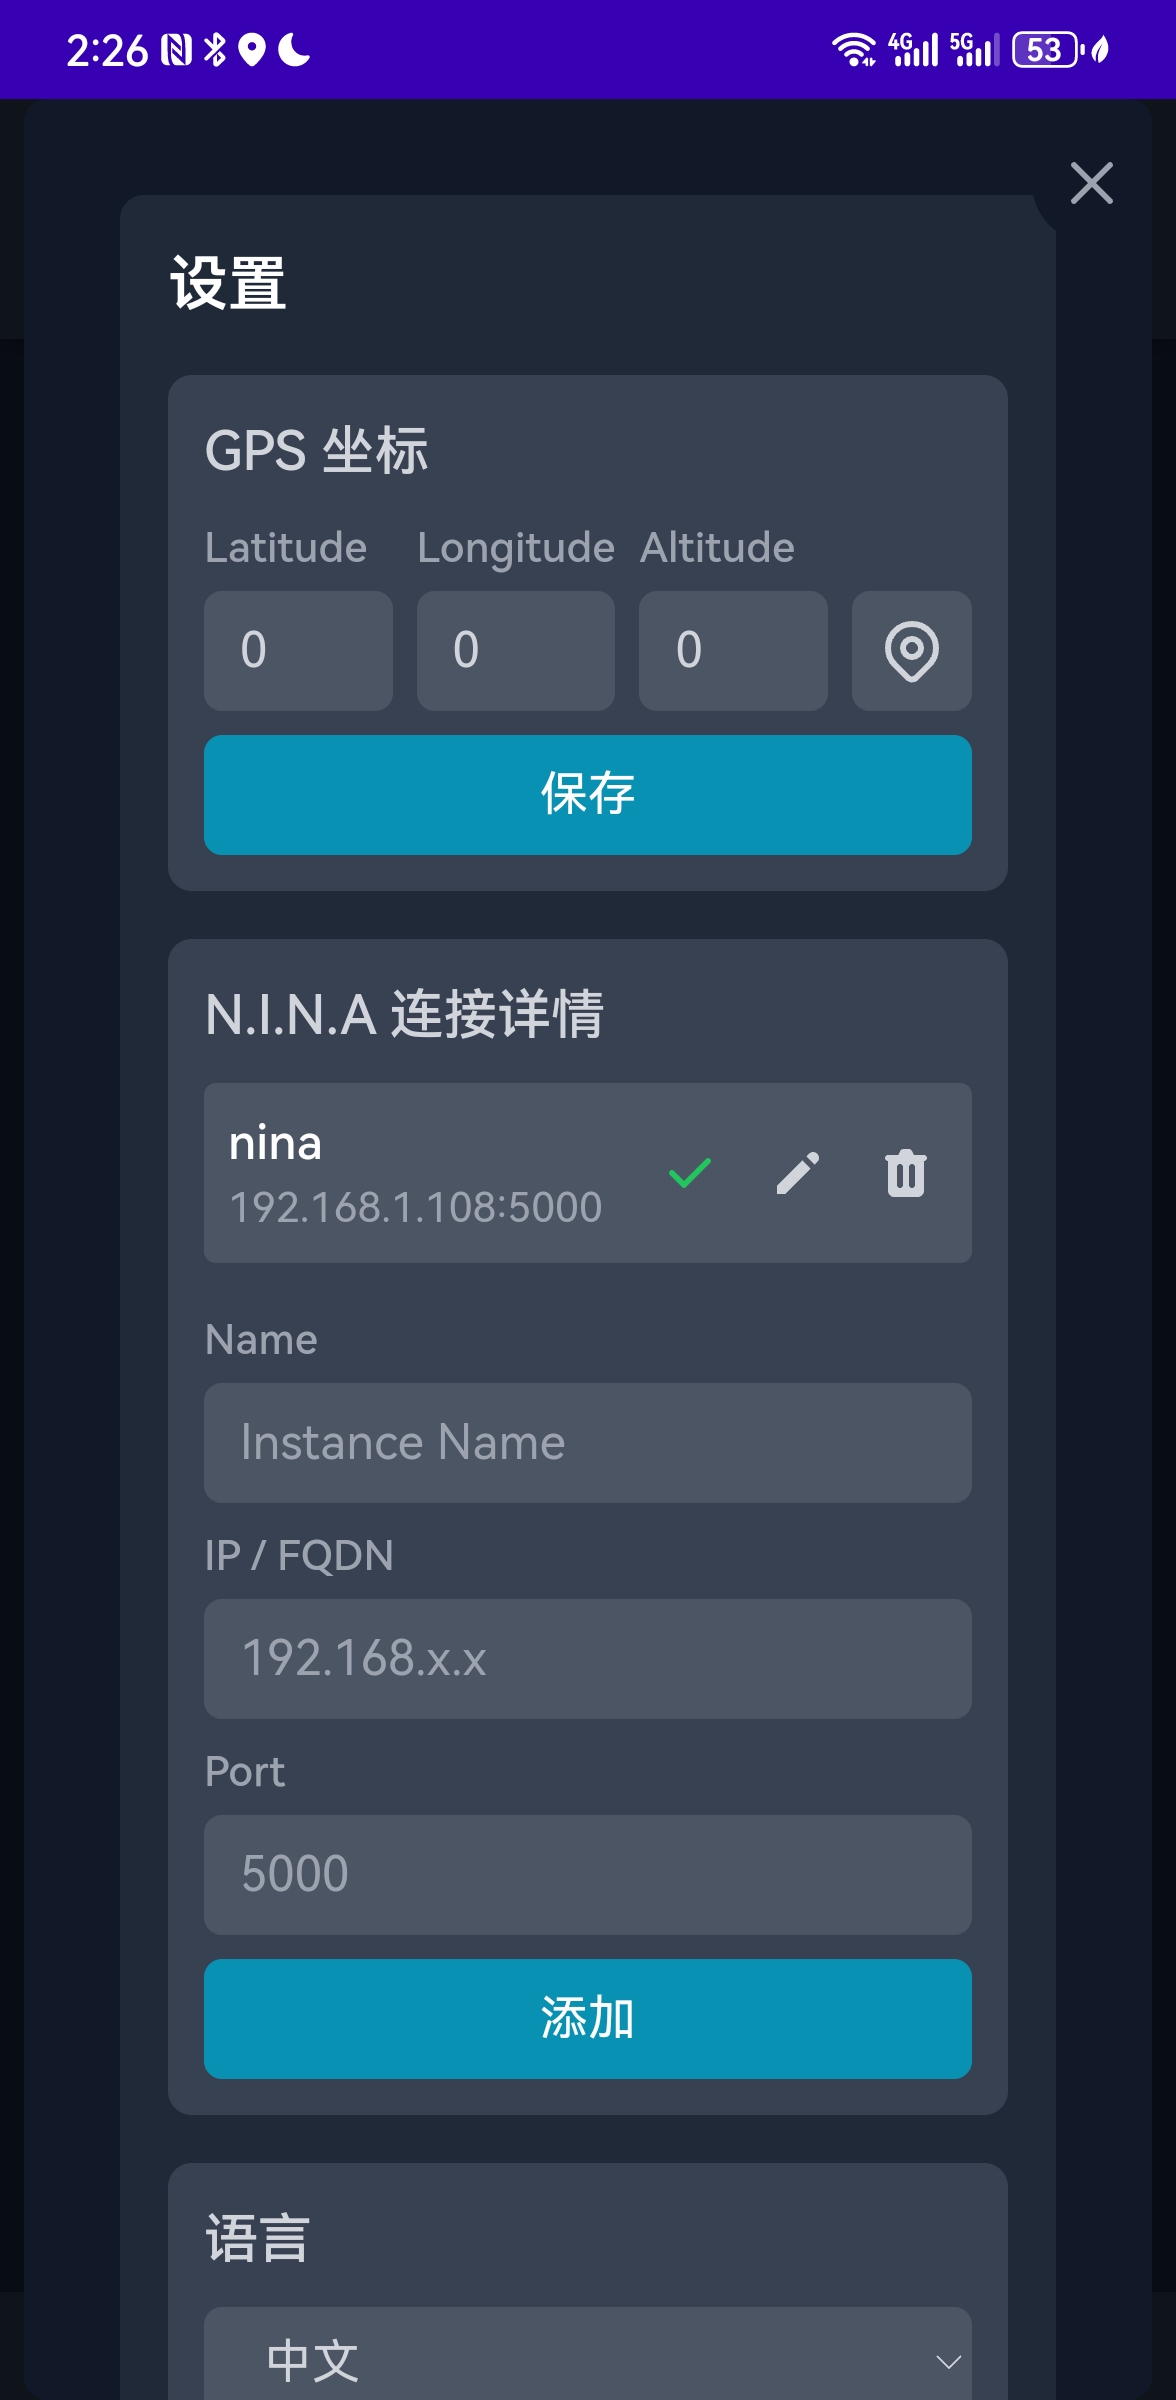 2:26 4G 5G 53
设置
GPS 坐标
Latitude Longitude Altitude
0 0 0
保存
N.I.N.A 连接详情
nina
192.168.1.108:5000
Name
Instance Name
IP / FQDN
192.168.x.x
Port
5000
添加
语言
中文